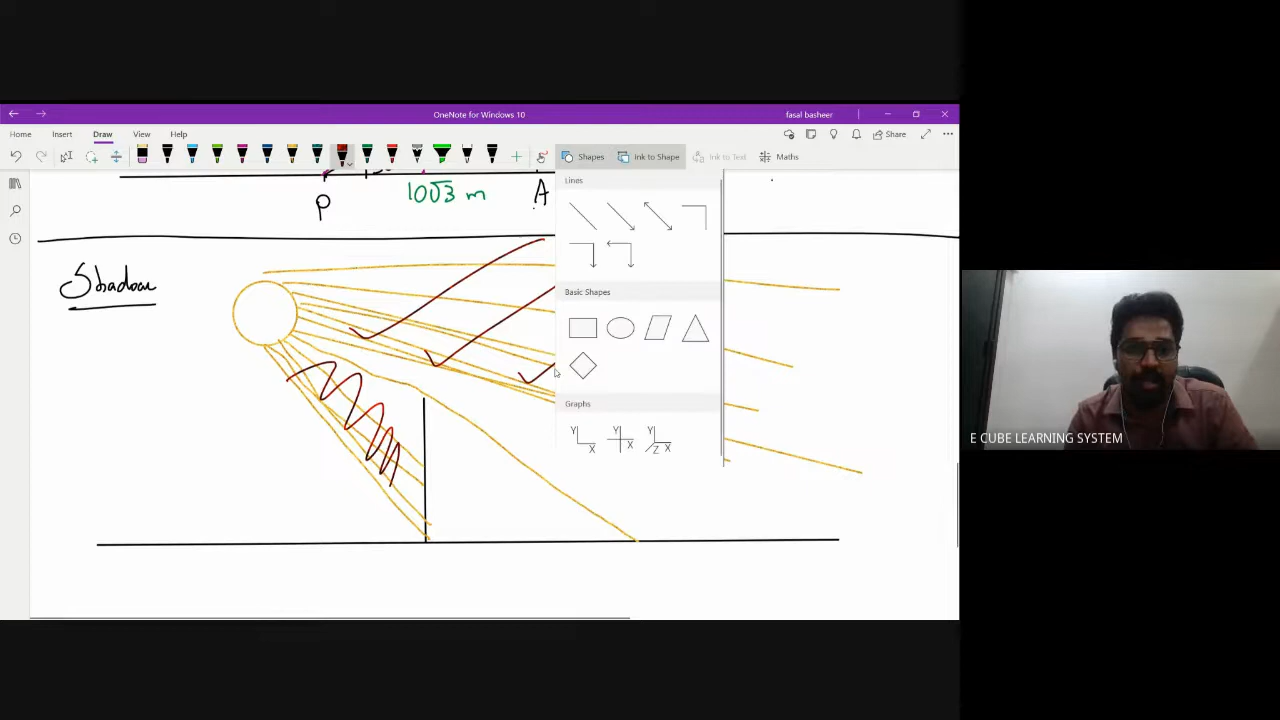 OneNote for Windows 10
fasal basheer
Home Insert Draw View Help
Share
Shapes Ink to Shape Ink to Text Maths
Lines
10√3 m
P
A
Shadow
Basic Shapes
Graphs
Y X
Y X
Y Z X
E CUBE LEARNING SYSTEM